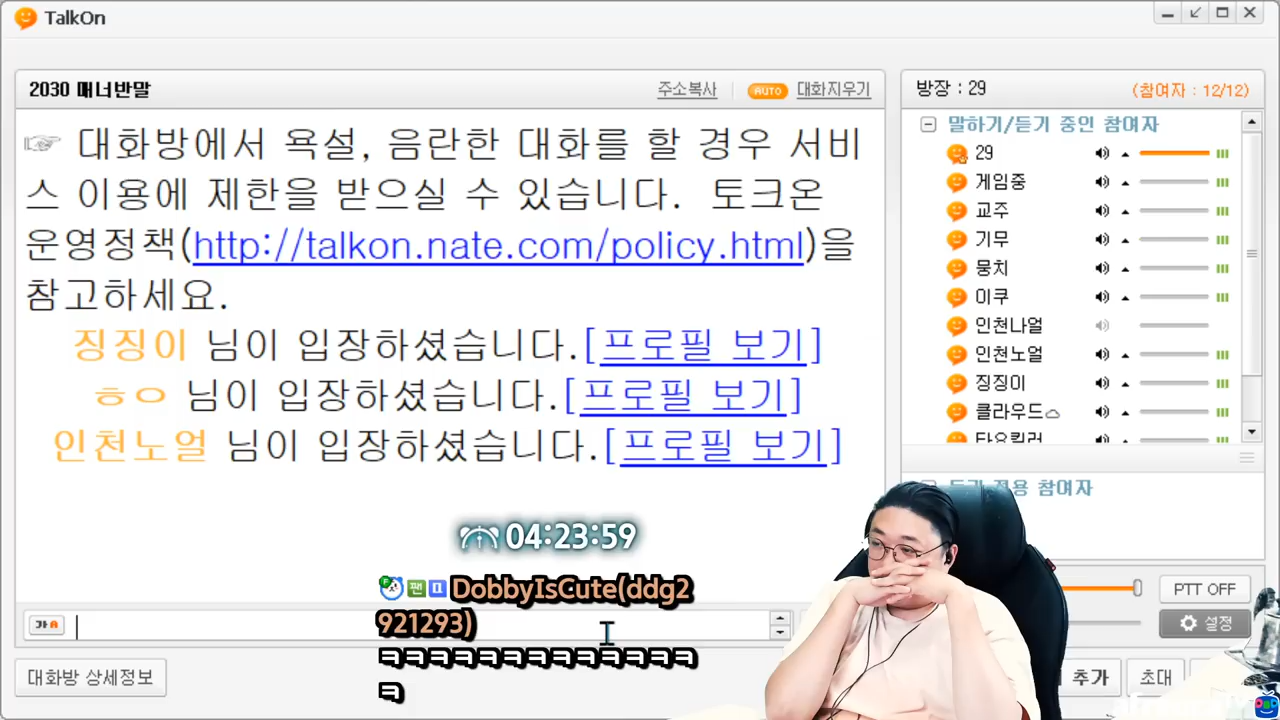 TalkOn
2030 매너반말
주소복사
AUTO
대화지우기
☞ 대화방에서 욕설, 음란한 대화를 할 경우 서비
스 이용에 제한을 받으실 수 있습니다. 토크온
운영정책(http://talkon.nate.com/policy.html)을
참고하세요.
징징이 님이 입장하셨습니다.[프로필 보기]
ㅎㅇ 님이 입장하셨습니다.[프로필 보기]
인천노얼 님이 입장하셨습니다.[프로필 보기]
방장 : 29
(참여자 : 12/12)
말하기/듣기 중인 참여자
29
게임중
교주
기무
뭉치
이쿠
인천나얼
인천노얼
징징이
클라우드
듣기 전용 참여자
04:23:59
F 팬 DobbyIsCute(ddg2
921293)
ㅋㅋㅋㅋㅋㅋㅋㅋㅋㅋㅋㅋㅋ
ㅋ
가A
PTT OFF
설정
대화방 상세정보
추가
초대